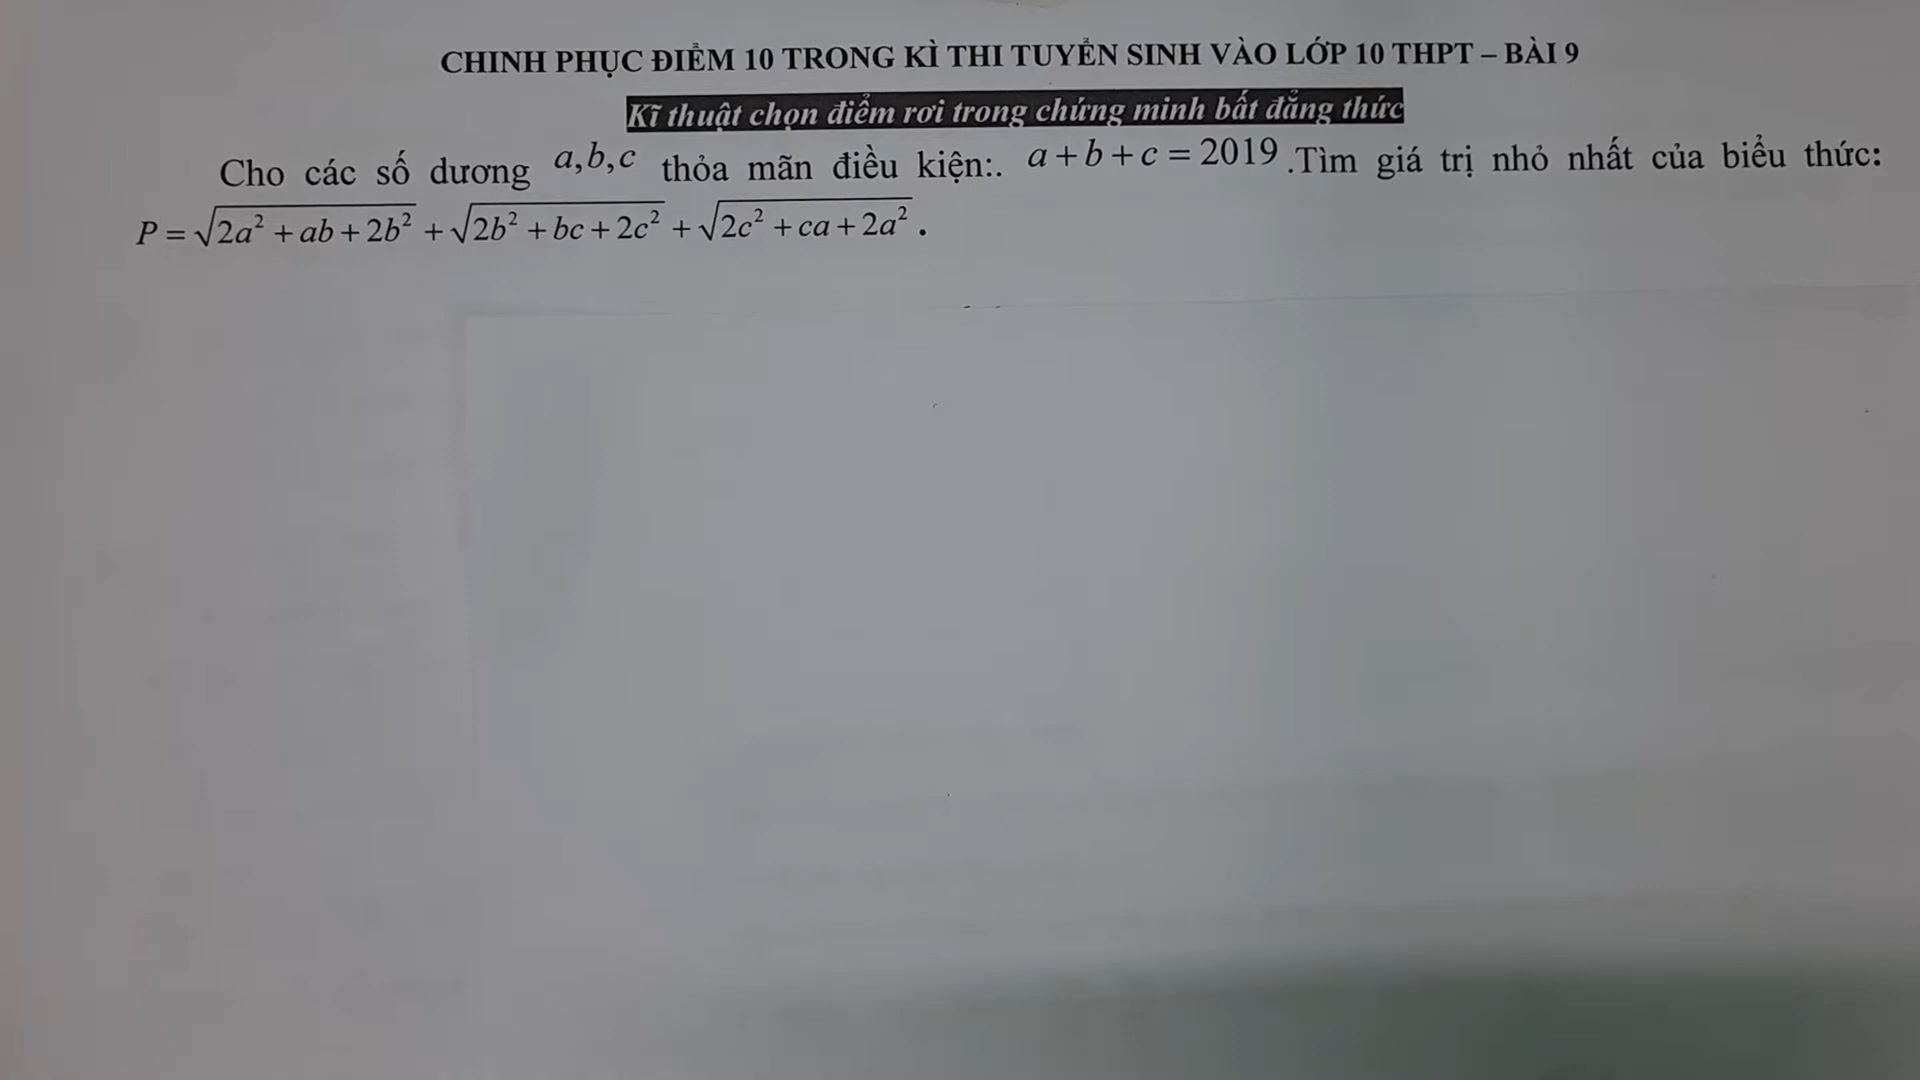 CHINH PHỤC ĐIỂM 10 TRONG KÌ THI TUYỂN SINH VÀO LỚP 10 THPT – BÀI 9
Kĩ thuật chọn điểm rơi trong chứng minh bất đẳng thức
Cho các số dương a,b,c thỏa mãn điều kiện:. a+b+c = 2019 .Tìm giá trị nhỏ nhất của biểu thức:
P = √(2a² + ab + 2b²) + √(2b² + bc + 2c²) + √(2c² + ca + 2a²) .